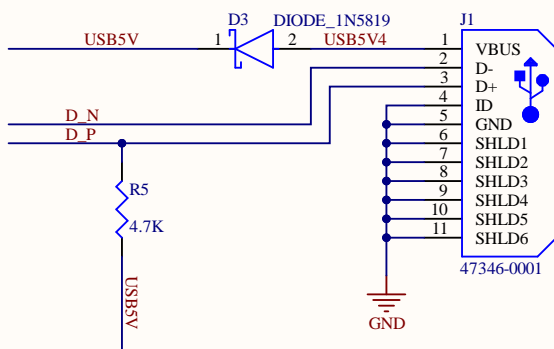 D3 DIODE_1N5819 J1
USB5V 1 2 USB5V4 1 VBUS
2 D-
3 D+
4 ID
D_N 5 GND
D_P 6 SHLD1
7 SHLD2
R5 8 SHLD3
9 SHLD4
4.7K 10 SHLD5
11 SHLD6
47346-0001
USB5V
GND